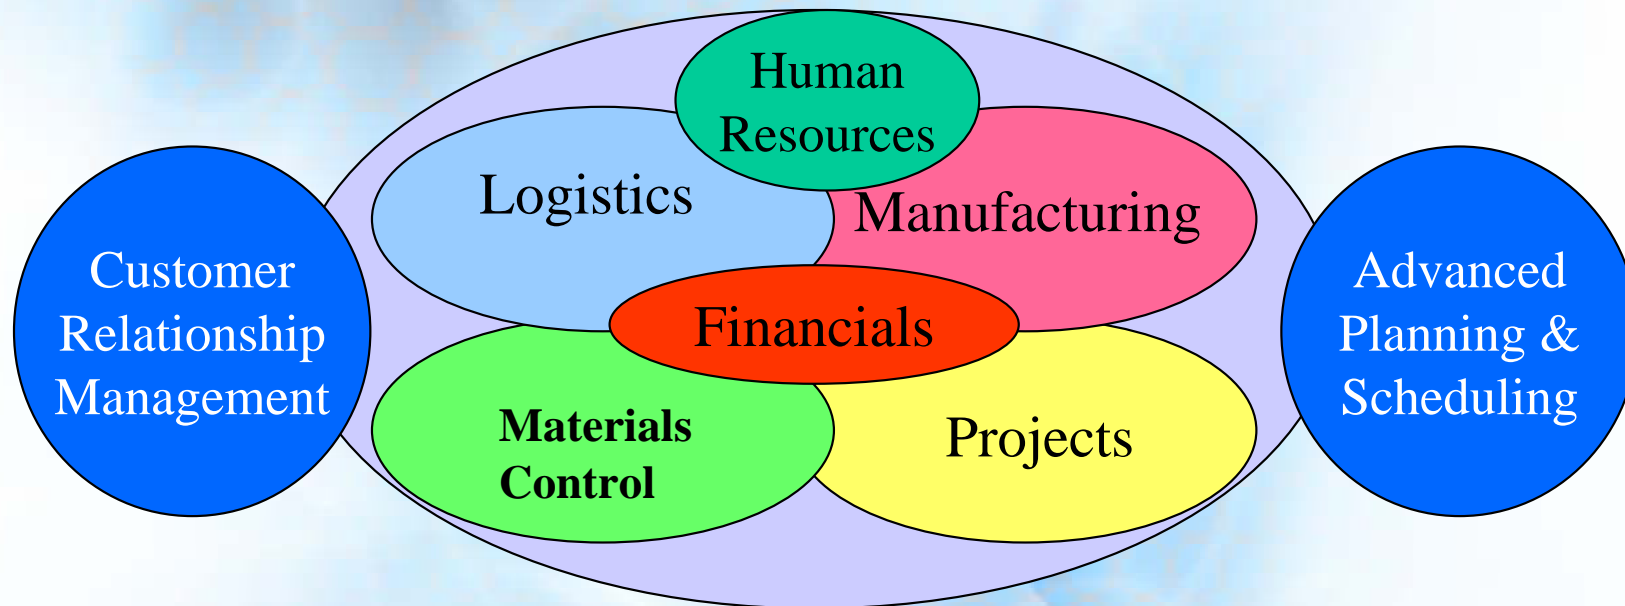 Human
Resources
Logistics
Manufacturing
Customer
Relationship
Management
Financials
Advanced
Planning &
Scheduling
Materials
Control
Projects